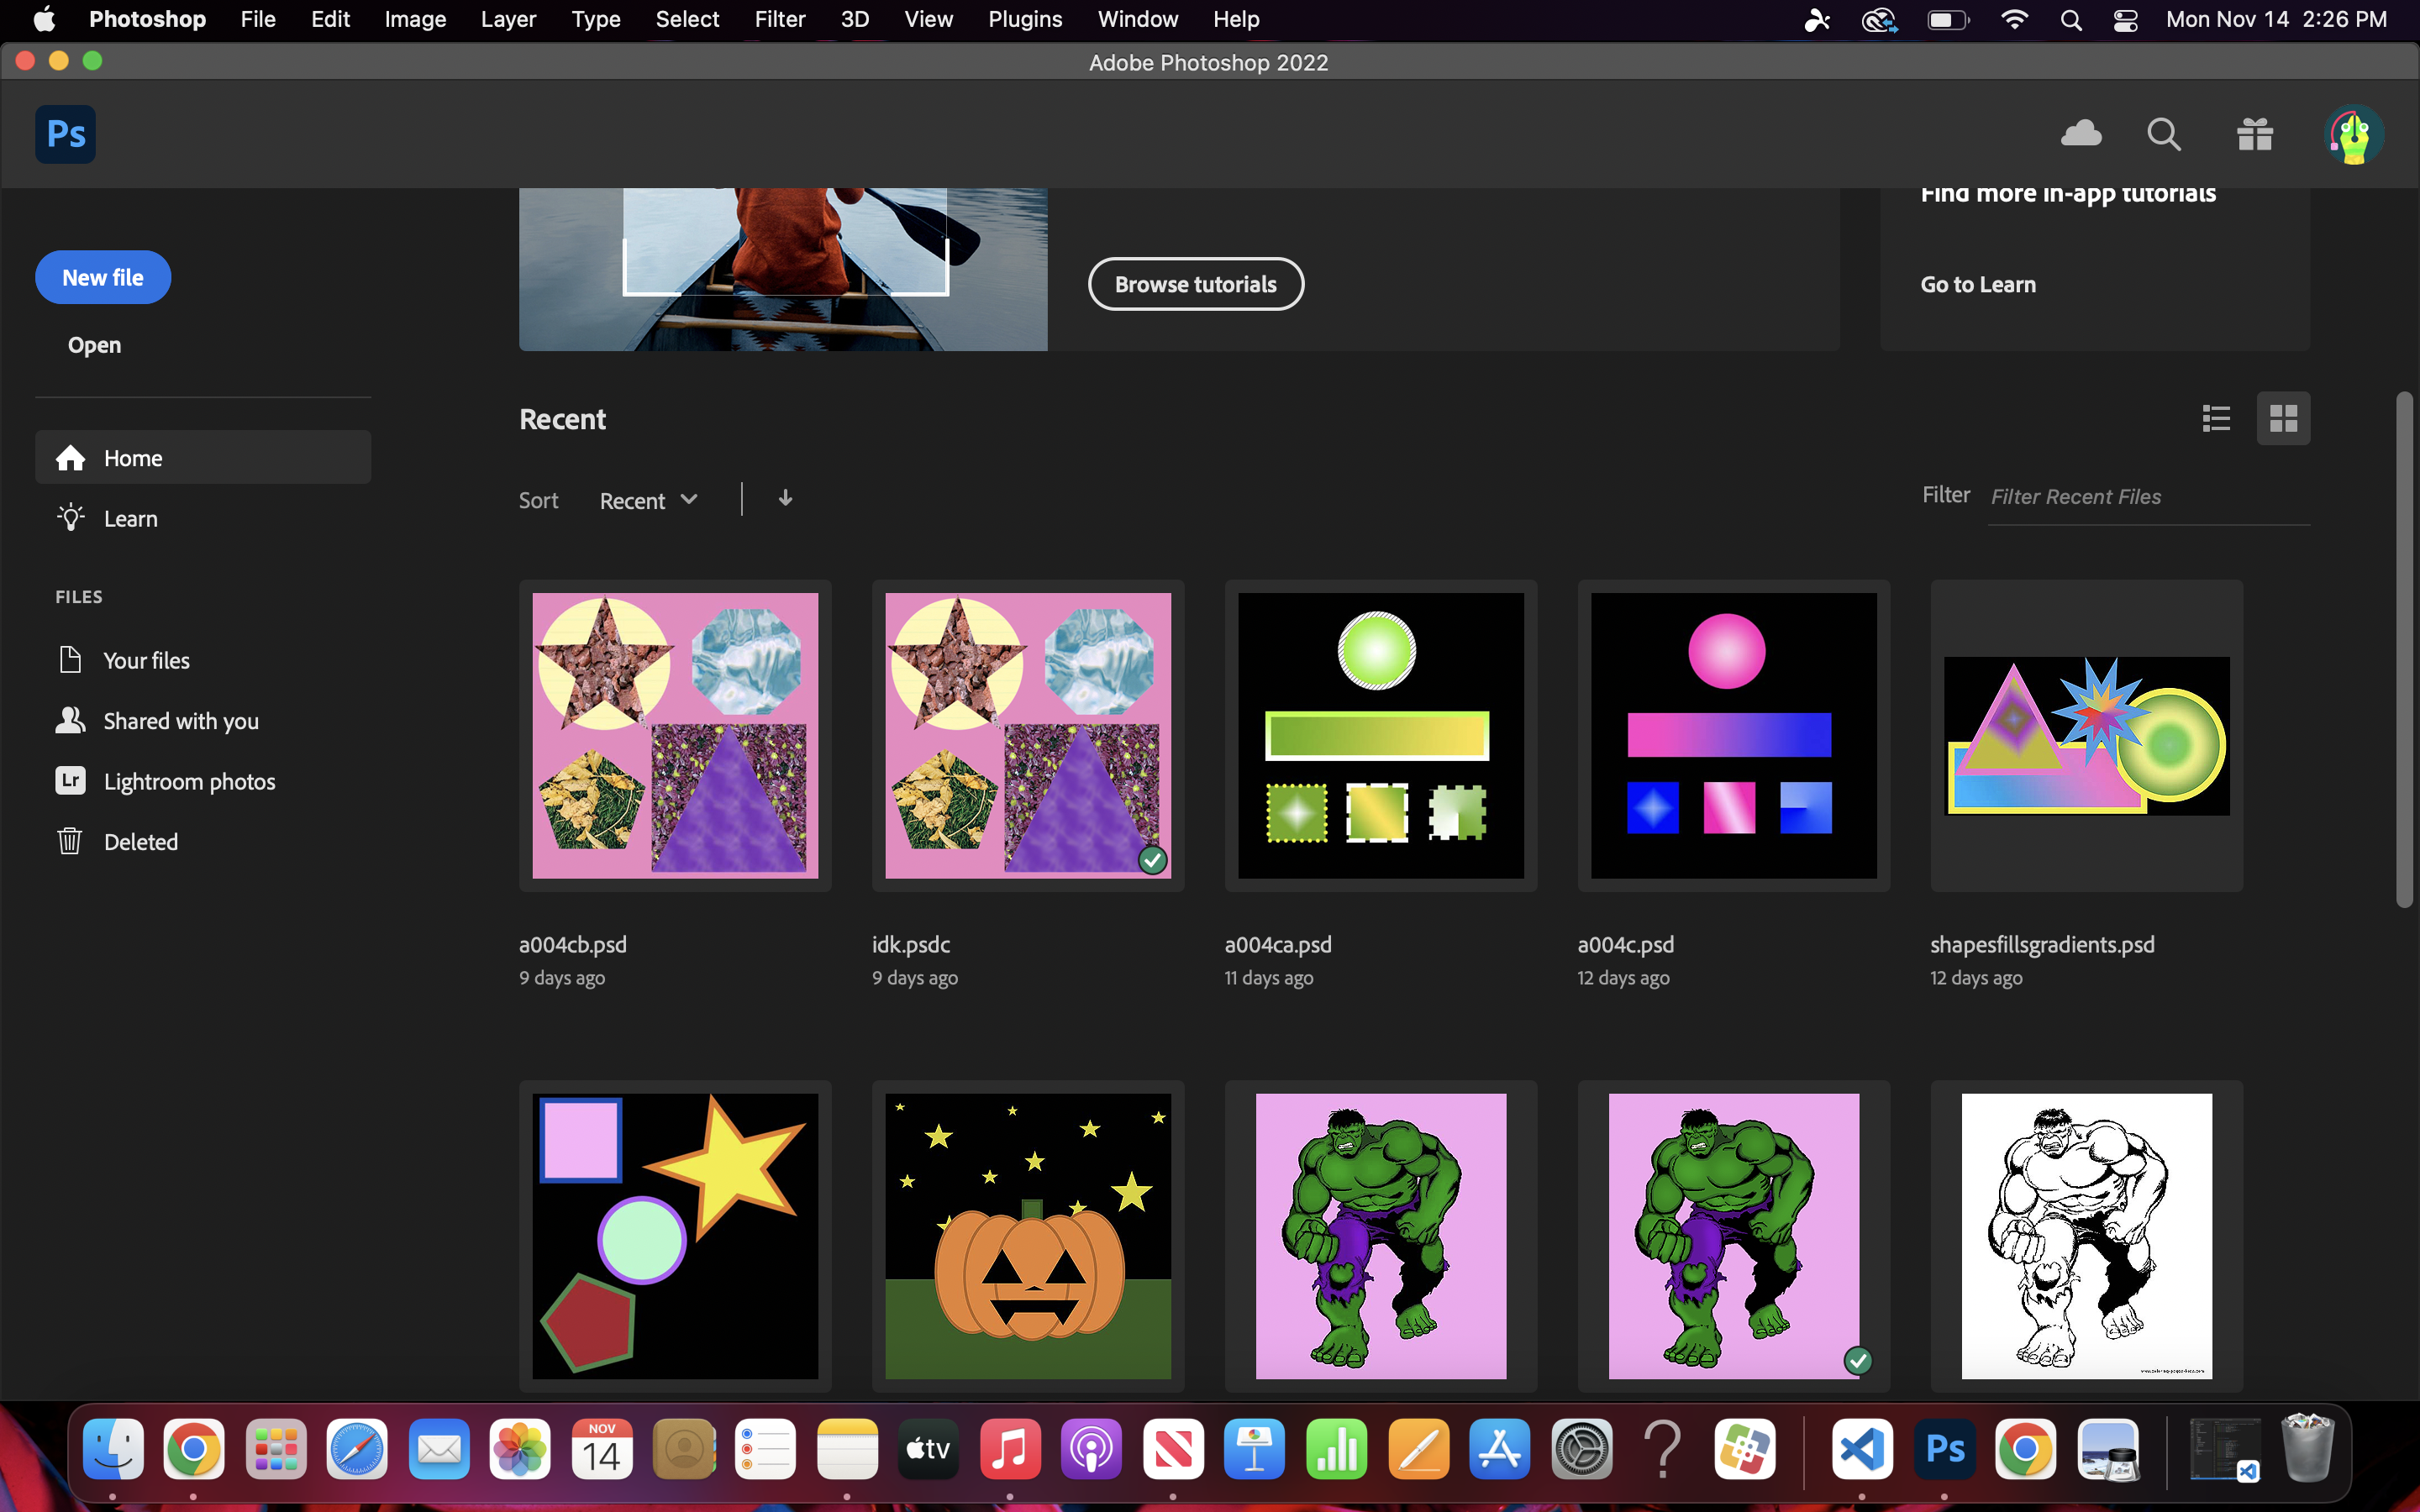 Photoshop File Edit Image Layer Type Select Filter 3D View Plugins Window Help Mon Nov 14 2:26 PM
Adobe Photoshop 2022
Ps
Find more in-app tutorials
New file
Browse tutorials
Go to Learn
Open
Recent
Home
Sort Recent
Filter Filter Recent Files
Learn
FILES
Your files
Shared with you
Lr Lightroom photos
Deleted
a004cb.psd idk.psdc a004ca.psd a004c.psd shapesfillsgradients.psd
9 days ago 9 days ago 11 days ago 12 days ago 12 days ago
NOV
14
tv
Ps